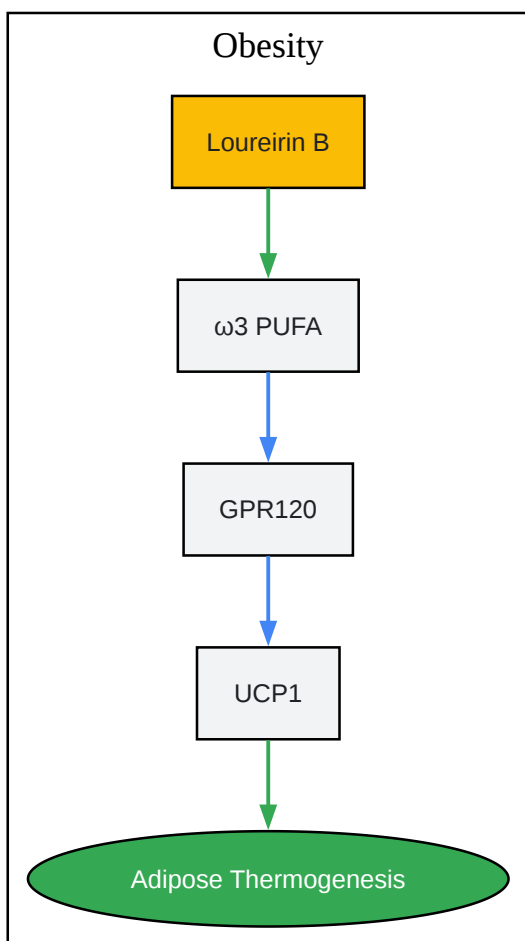 Obesity
Loureirin B
ω3 PUFA
GPR120
UCP1
Adipose Thermogenesis